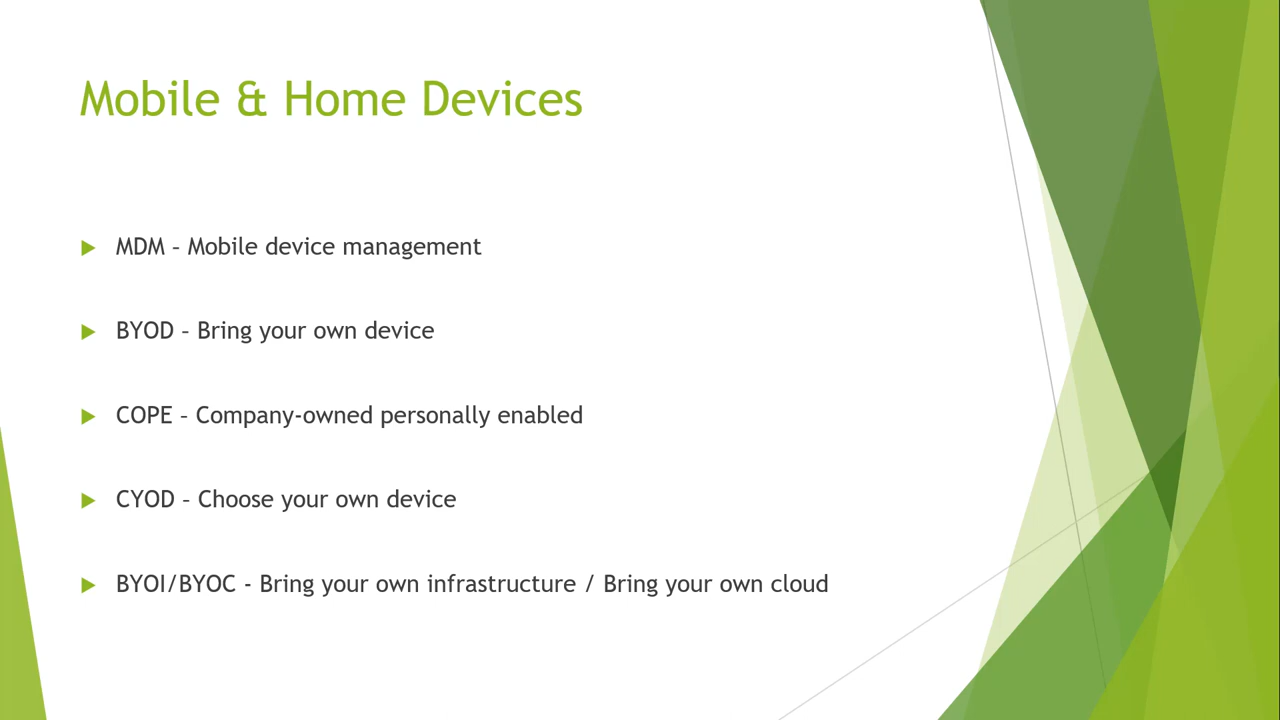 Mobile & Home Devices
MDM – Mobile device management
BYOD – Bring your own device
COPE – Company-owned personally enabled
CYOD – Choose your own device
BYOI/BYOC - Bring your own infrastructure / Bring your own cloud